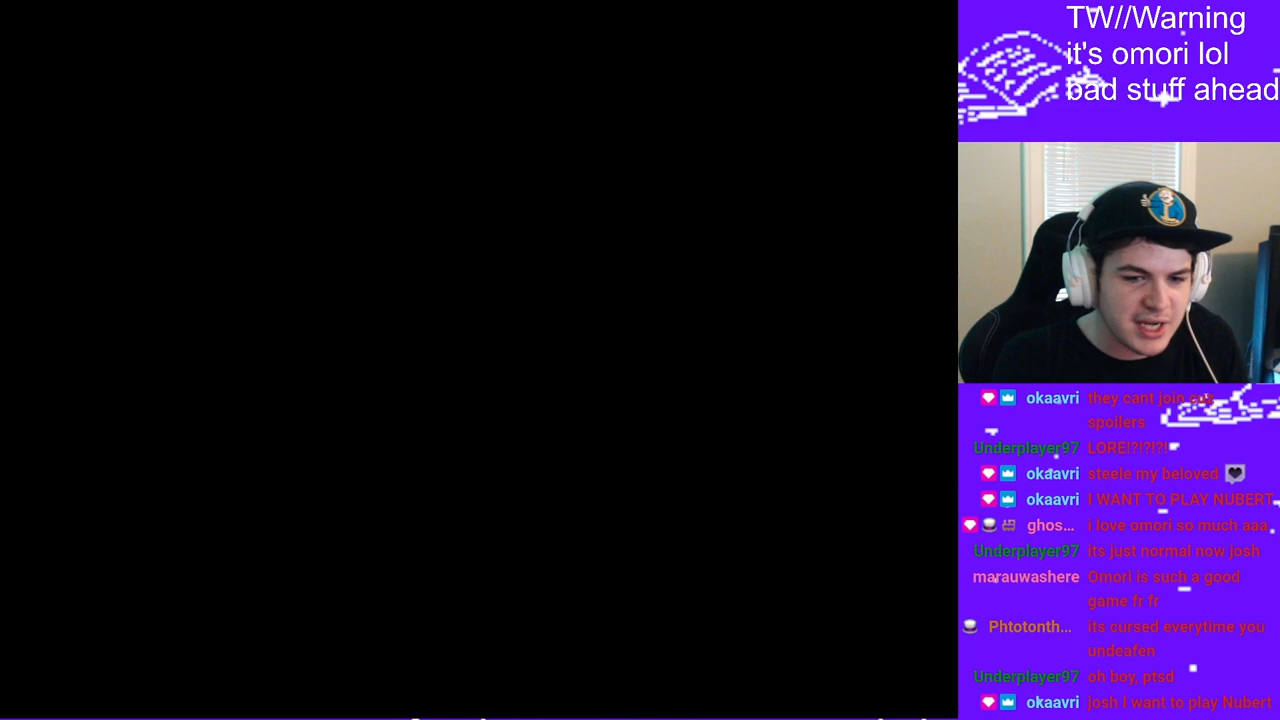 TW//Warning
it's omori lol
bad stuff ahead
okaavri they cant join cuz
spoilers
Underplayer97 LORE!?!?!?!
okaavri steele my beloved
okaavri I WANT TO PLAY NUBERT
ghos... i love omori so much aaa
Underplayer97 Its just normal now josh
marauwashere Omori is such a good
game fr fr
Phtotonth... its cursed everytime you
undeafen
Underplayer97 oh boy, ptsd
okaavri josh I want to play Nubert